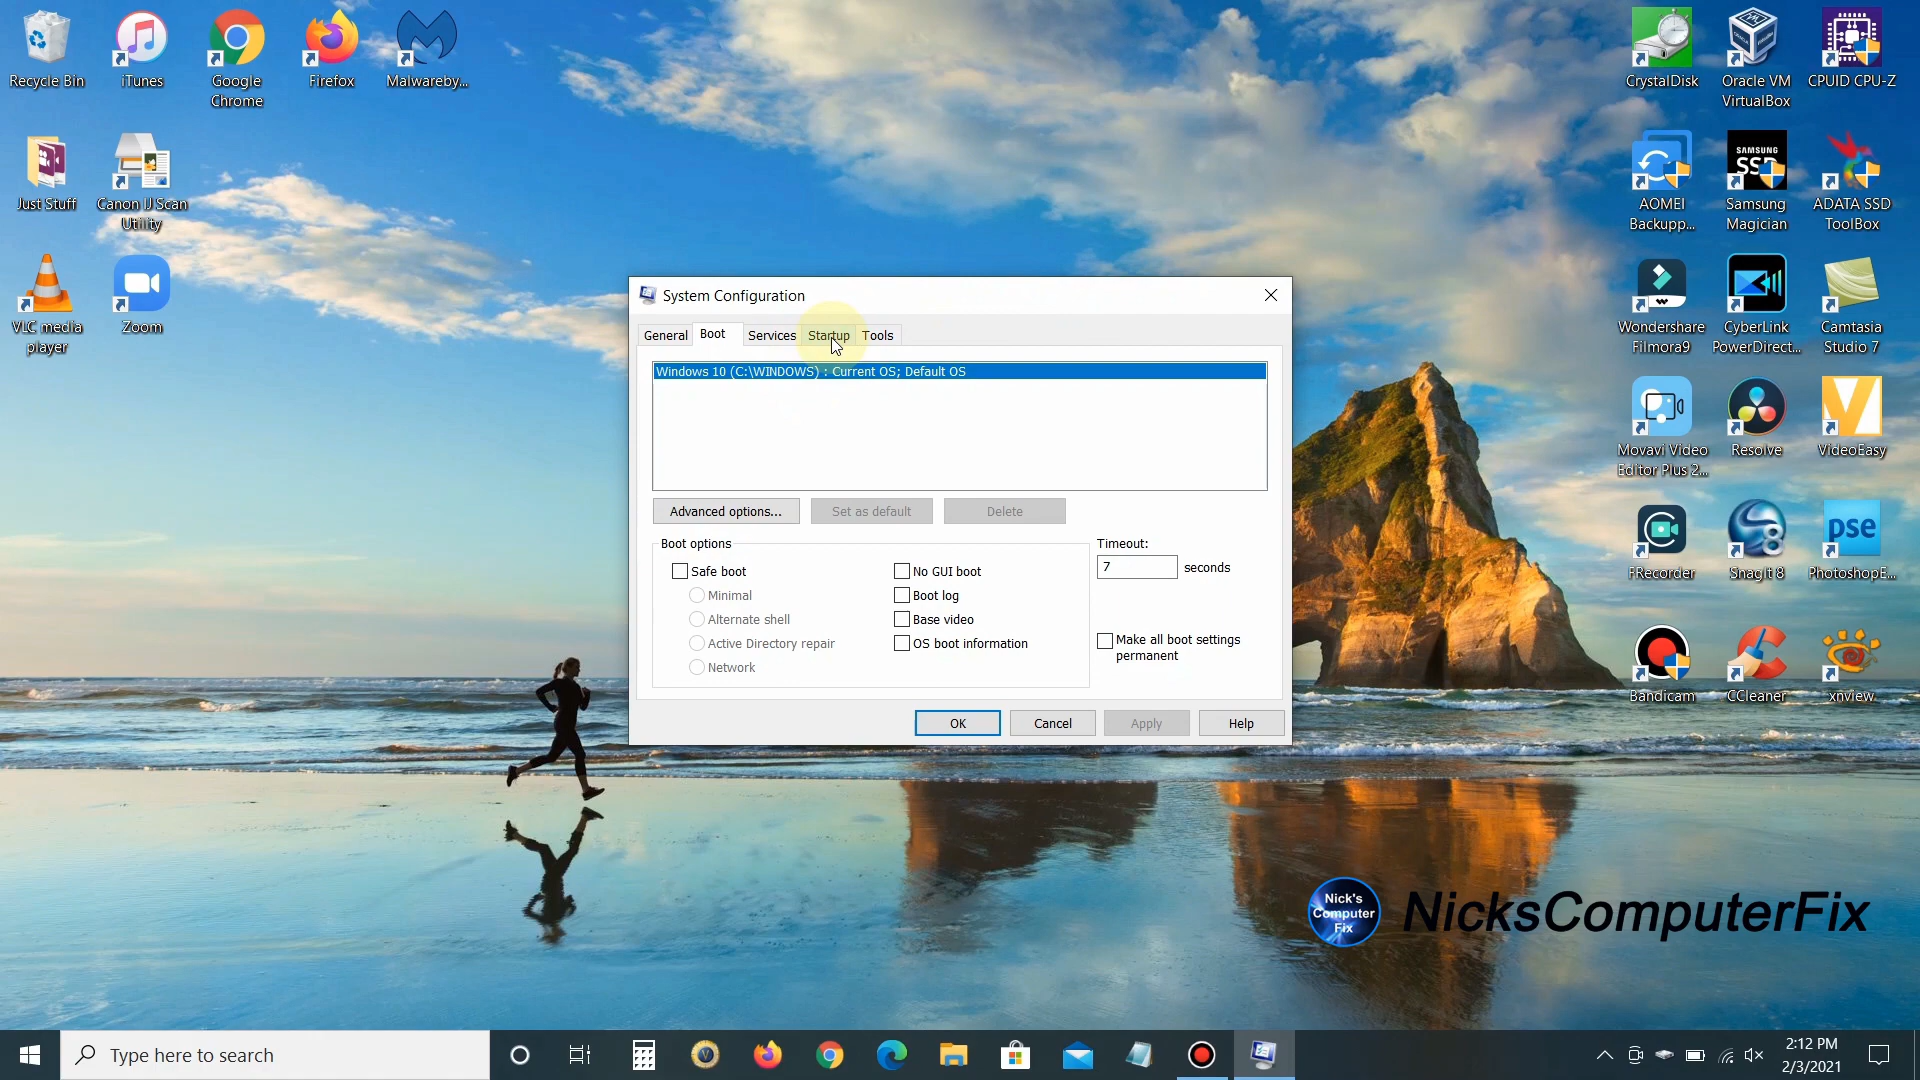 Recycle Bin
iTunes
Google
Chrome
Firefox
Malwareby...
CrystalDisk
Oracle VM
VirtualBox
CPUID CPU-Z
Just Stuff
Canon IJ Scan
Utility
AOMEI
Backupp...
SAMSUNG
SSD
Samsung
Magician
ADATA SSD
ToolBox
VLC media
player
Zoom
Wondershare
Filmora9
CyberLink
PowerDirect...
Camtasia
Studio 7
System Configuration
General
Boot
Services
Startup
Tools
Windows 10 (C:\WINDOWS) : Current OS; Default OS
Movavi Video
Editor Plus 2...
Resolve
VideoEasy
Advanced options...
Set as default
Delete
Boot options
Timeout:
Safe boot
No GUI boot
7
seconds
Minimal
Boot log
Alternate shell
Base video
Active Directory repair
OS boot information
Make all boot settings
permanent
Network
pse
FRecorder
SnagIt 8
PhotoshopE...
Bandicam
CCleaner
xnview
OK
Cancel
Apply
Help
Nick's
Computer
Fix
NicksComputerFix
Type here to search
2:12 PM
2/3/2021